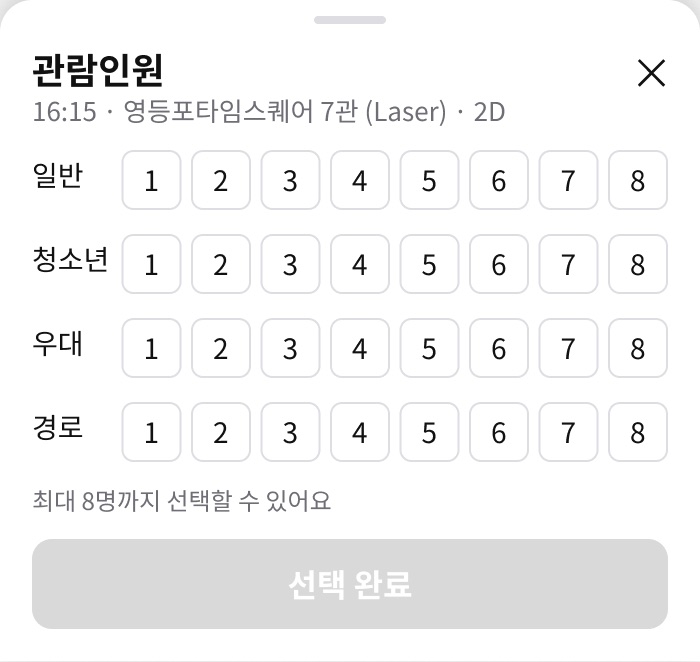 관람인원
16:15 · 영등포타임스퀘어 7관 (Laser) · 2D
일반 1 2 3 4 5 6 7 8
청소년 1 2 3 4 5 6 7 8
우대 1 2 3 4 5 6 7 8
경로 1 2 3 4 5 6 7 8
최대 8명까지 선택할 수 있어요
선택 완료